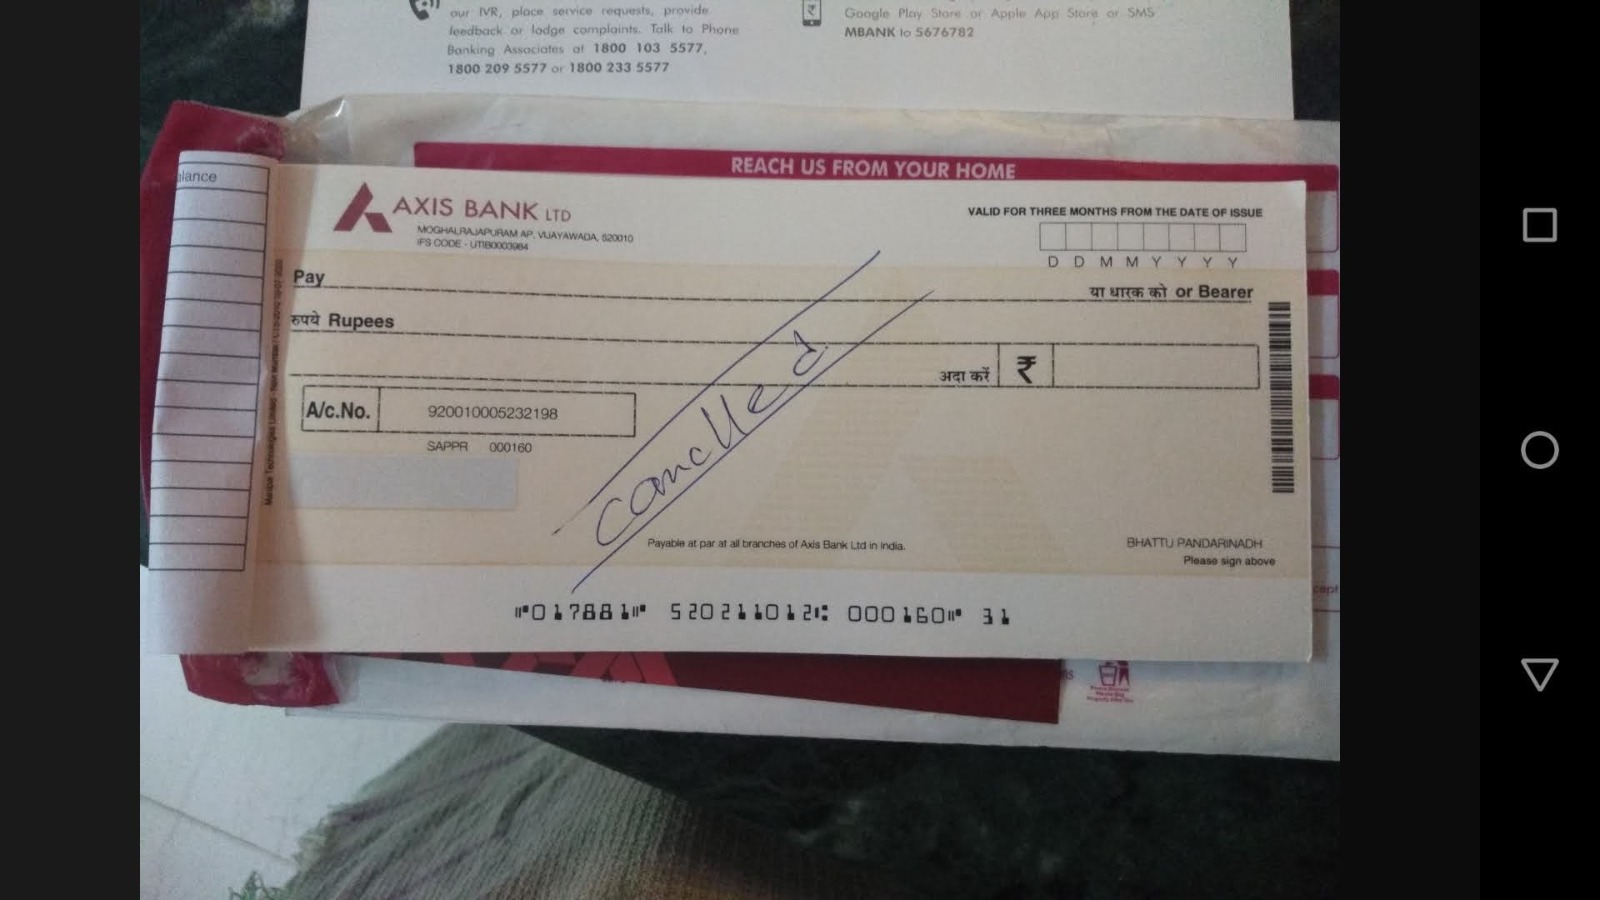 our IVR, place service requests, provide
feedback or lodge complaints. Talk to Phone
Banking Associates at 1800 103 5577,
1800 209 5577 or 1800 233 5577
Google Play Store or Apple App Store or SMS
MBANK to 5676782
REACH US FROM YOUR HOME
alance
AXIS BANK LTD
MOGHALRAJAPURAM AP, VIJAYAWADA, 520010
IFS CODE - UTIB0003984
VALID FOR THREE MONTHS FROM THE DATE OF ISSUE
D D M M Y Y Y Y
Pay
या धारक को or Bearer
रुपये Rupees
अदा करें ₹
A/c.No. 920010005232198
SAPPR 000160
canclled
Payable at par at all branches of Axis Bank Ltd in India.
BHATTU PANDARINADH
Please sign above
⑈017881⑈ 520211012⑆ 000160⑈ 31